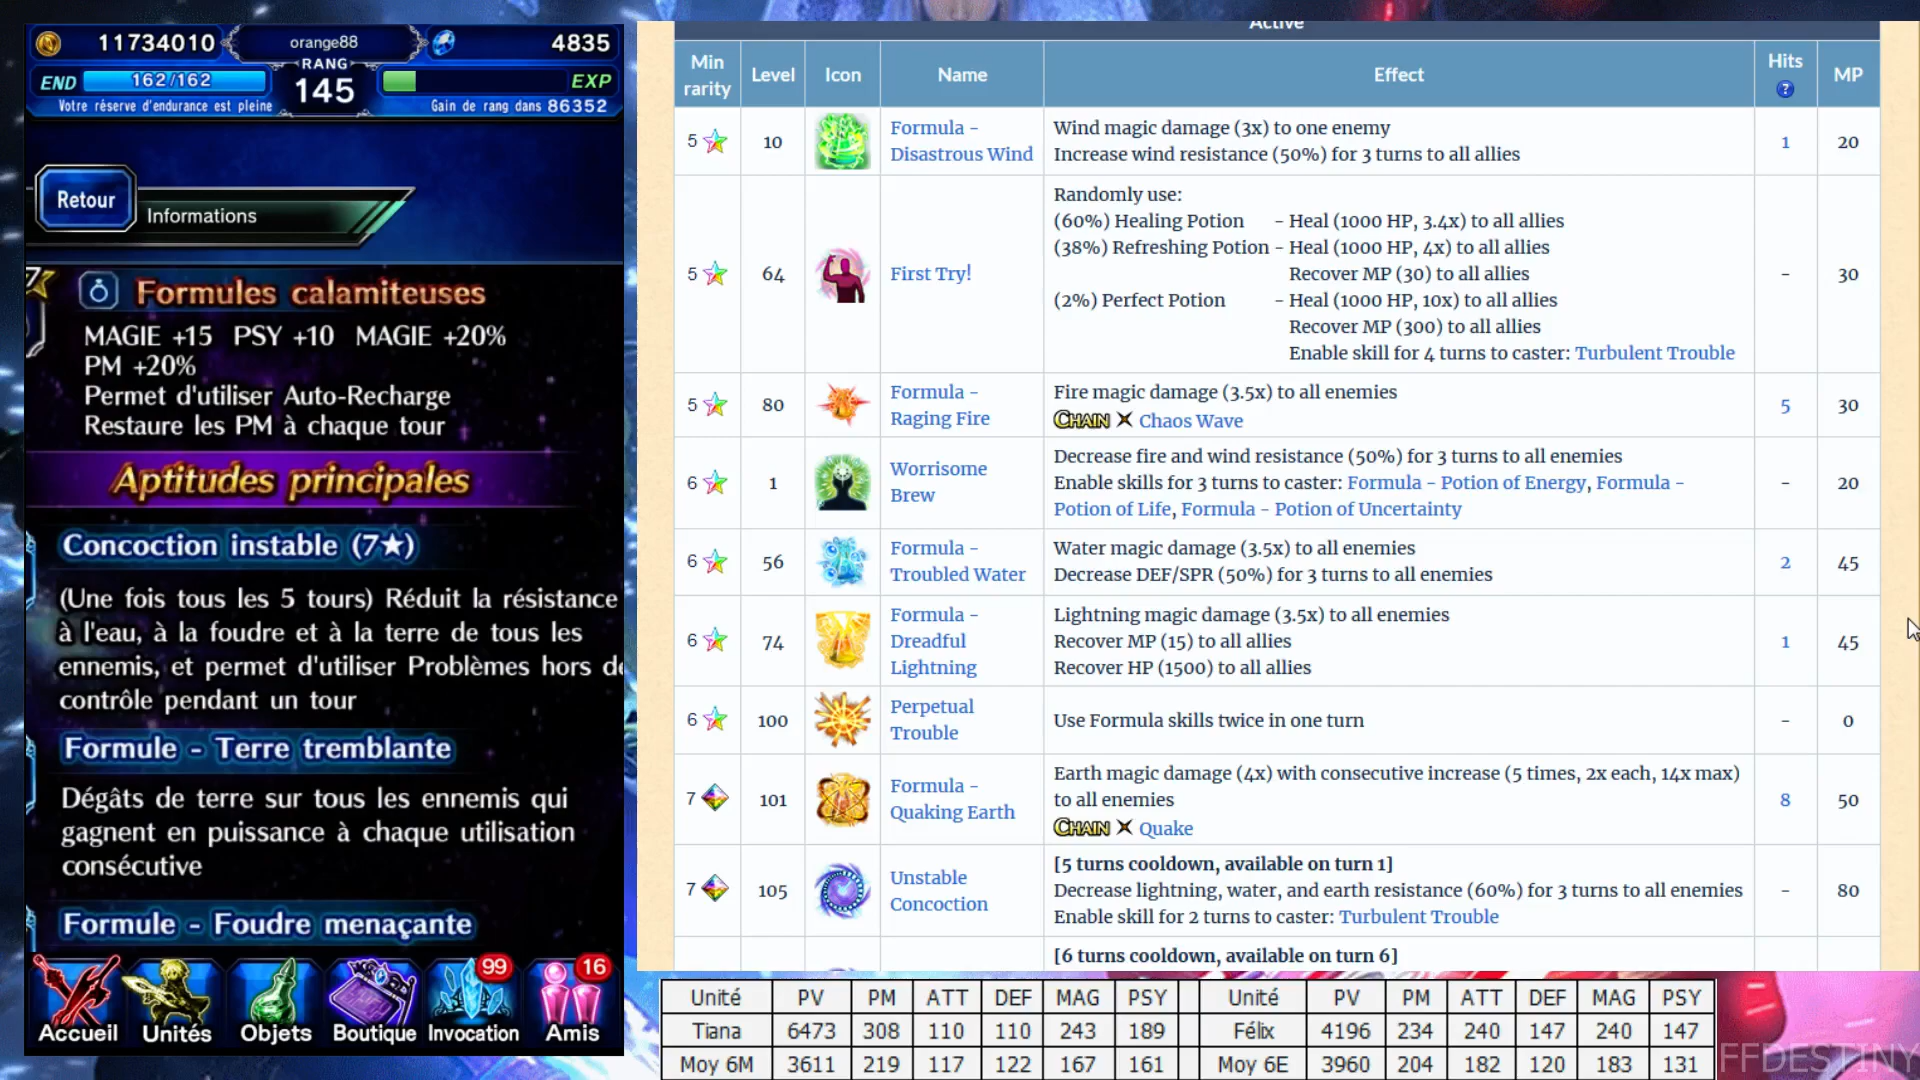 11734010
orange88
4835
RANG
145
END
162/162
EXP
Votre réserve d'endurance est pleine
Gain de rang dans 86352
Retour
Informations
7
Formules calamiteuses
MAGIE +15 PSY +10 MAGIE +20%
PM +20%
Permet d'utiliser Auto-Recharge
Restaure les PM à chaque tour
Aptitudes principales
Concoction instable (7★)
(Une fois tous les 5 tours) Réduit la résistance
à l'eau, à la foudre et à la terre de tous les
ennemis, et permet d'utiliser Problèmes hors de
contrôle pendant un tour
Formule - Terre tremblante
Dégâts de terre sur tous les ennemis qui
gagnent en puissance à chaque utilisation
consécutive
Formule - Foudre menaçante
99
16
Accueil Unités Objets Boutique Invocation Amis
Active
Min rarity Level Icon Name Effect Hits ? MP
5 10 Formula - Disastrous Wind
Wind magic damage (3x) to one enemy
Increase wind resistance (50%) for 3 turns to all allies
1 20
5 64 First Try!
Randomly use:
(60%) Healing Potion - Heal (1000 HP, 3.4x) to all allies
(38%) Refreshing Potion - Heal (1000 HP, 4x) to all allies
Recover MP (30) to all allies
(2%) Perfect Potion - Heal (1000 HP, 10x) to all allies
Recover MP (300) to all allies
Enable skill for 4 turns to caster: Turbulent Trouble
- 30
5 80 Formula - Raging Fire
Fire magic damage (3.5x) to all enemies
CHAIN Chaos Wave
5 30
6 1 Worrisome Brew
Decrease fire and wind resistance (50%) for 3 turns to all enemies
Enable skills for 3 turns to caster: Formula - Potion of Energy, Formula -
Potion of Life, Formula - Potion of Uncertainty
- 20
6 56 Formula - Troubled Water
Water magic damage (3.5x) to all enemies
Decrease DEF/SPR (50%) for 3 turns to all enemies
2 45
6 74 Formula - Dreadful Lightning
Lightning magic damage (3.5x) to all enemies
Recover MP (15) to all allies
Recover HP (1500) to all allies
1 45
6 100 Perpetual Trouble
Use Formula skills twice in one turn
- 0
7 101 Formula - Quaking Earth
Earth magic damage (4x) with consecutive increase (5 times, 2x each, 14x max)
to all enemies
CHAIN Quake
8 50
7 105 Unstable Concoction
[5 turns cooldown, available on turn 1]
Decrease lightning, water, and earth resistance (60%) for 3 turns to all enemies
Enable skill for 2 turns to caster: Turbulent Trouble
- 80
[6 turns cooldown, available on turn 6]
Unité PV PM ATT DEF MAG PSY Unité PV PM ATT DEF MAG PSY
Tiana 6473 308 110 110 243 189 Félix 4196 234 240 147 240 147
Moy 6M 3611 219 117 122 167 161 Moy 6E 3960 204 182 120 183 131
FFDESTINY